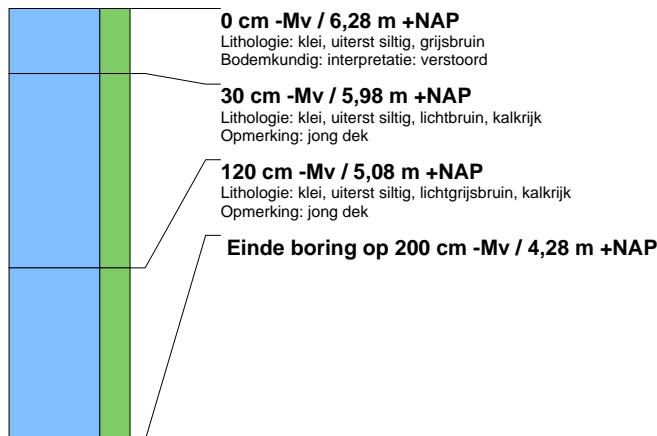 0 cm -Mv / 6,28 m +NAP
Lithologie: klei, uiterst siltig, grijsbruin
Bodemkundig: interpretatie: verstoord
30 cm -Mv / 5,98 m +NAP
Lithologie: klei, uiterst siltig, lichtbruin, kalkrijk
Opmerking: jong dek
120 cm -Mv / 5,08 m +NAP
Lithologie: klei, uiterst siltig, lichtgrijsbruin, kalkrijk
Opmerking: jong dek
Einde boring op 200 cm -Mv / 4,28 m +NAP